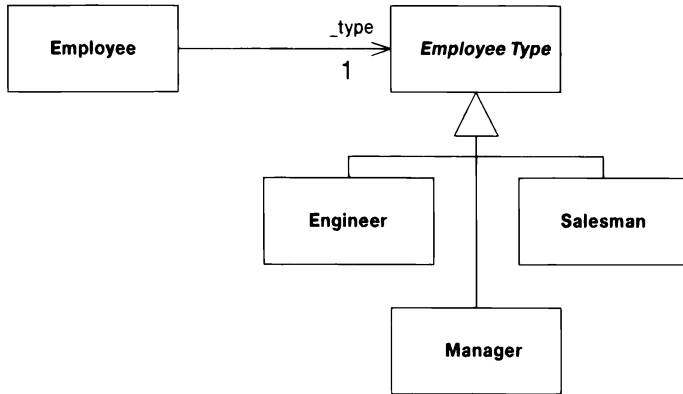 _type
Employee
Employee Type
1
Engineer
Salesman
Manager